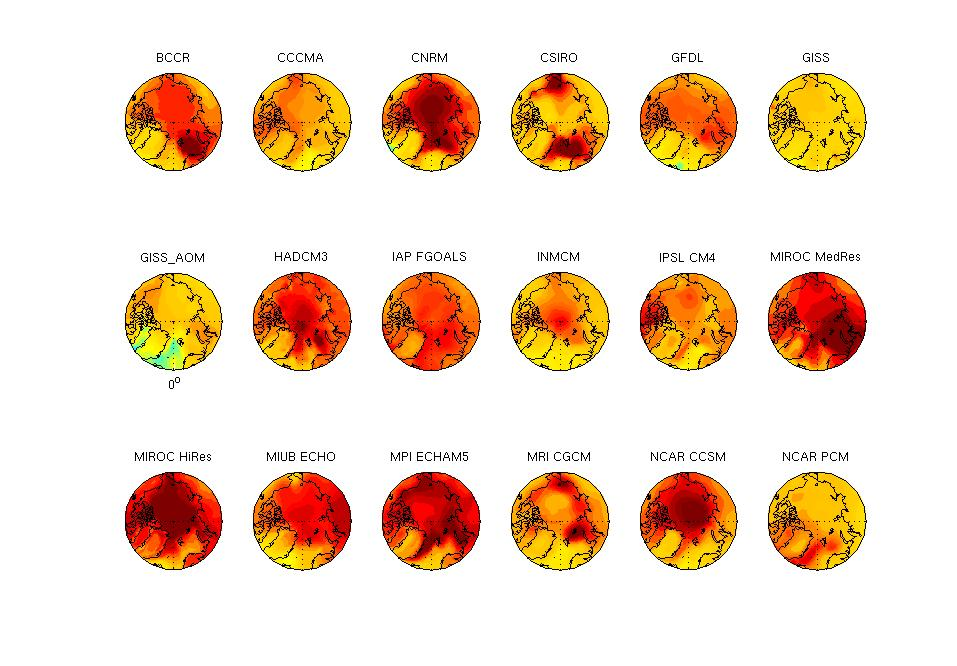 BCCR CCCMA CNRM CSIRO GFDL GISS
GISS_AOM HADCM3 IAP FGOALS INMCM IPSL CM4 MIROC MedRes
0°
MIROC HiRes MIUB ECHO MPI ECHAM5 MRI CGCM NCAR CCSM NCAR PCM